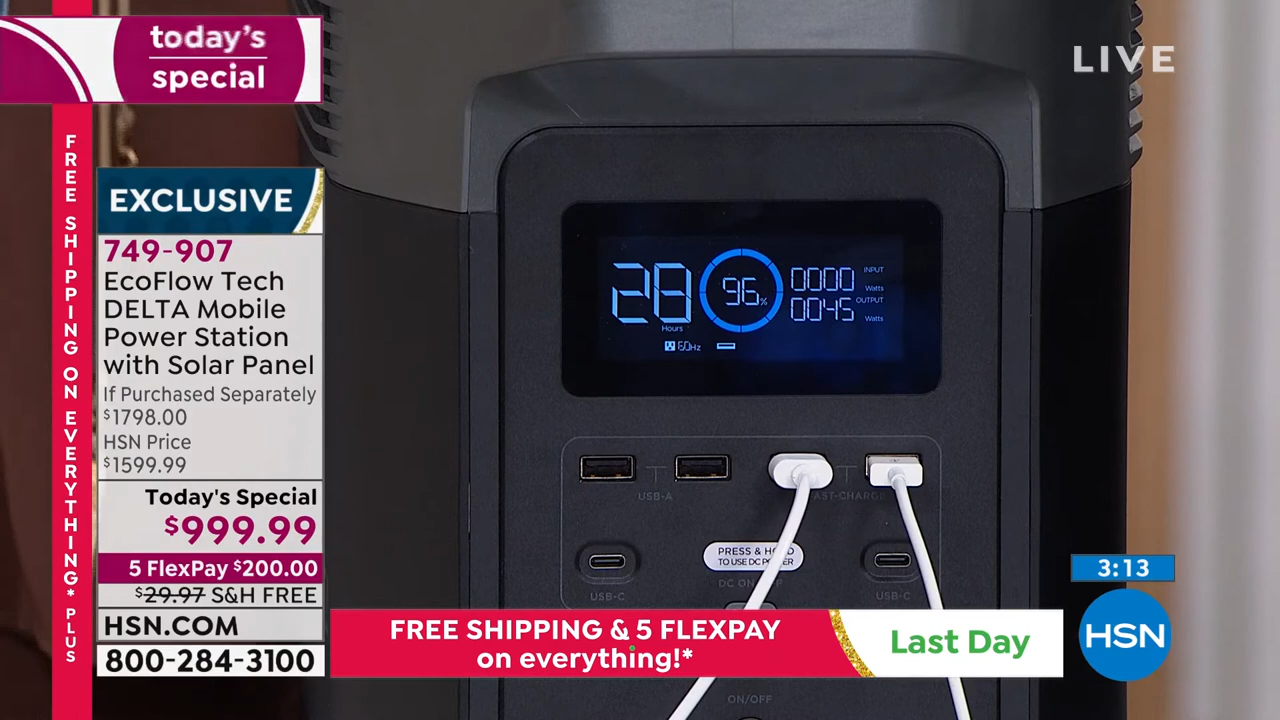 today's
special
LIVE
FREE SHIPPING ON EVERYTHING* PLUS
EXCLUSIVE
749-907
EcoFlow Tech
DELTA Mobile
Power Station
with Solar Panel
If Purchased Separately
$1798.00
HSN Price
$1599.99
Today's Special
$999.99
5 FlexPay $200.00
$29.97 S&H FREE
HSN.COM
800-284-3100
28
Hours
96%
0000 INPUT
Watts
0045 OUTPUT
Watts
60Hz
USB-A
FAST-CHARGE
PRESS & HOLD
TO USE DC POWER
USB-C
DC ON
USB-C
3:13
HSN
FREE SHIPPING & 5 FLEXPAY
on everything!*
Last Day
ON/OFF